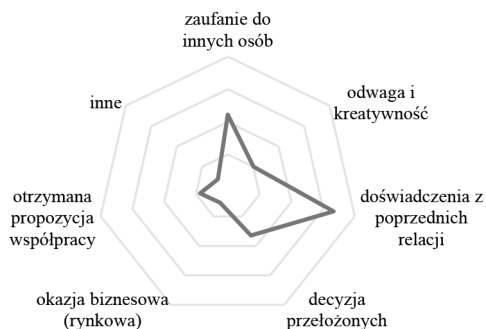 zaufanie do
innych osób
odwaga i
kreatywność
doświadczenia z
poprzednich
relacji
decyzja
przełożonych
okazja biznesowa
(rynkowa)
otrzymana
propozycja
współpracy
inne